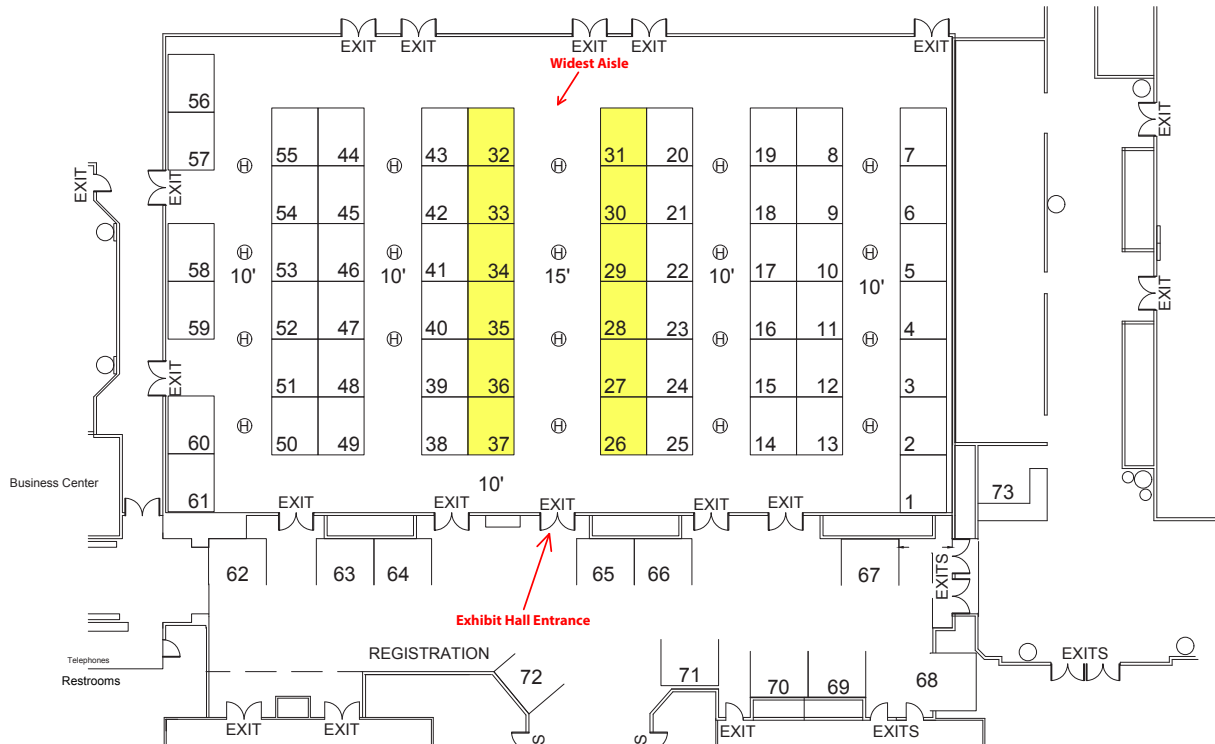 EXIT EXIT EXIT EXIT EXIT
Widest Aisle
56
EXIT
57 55 44 43 32 31 20 19 8 7
H H H H H
EXIT EXIT
54 45 42 33 30 21 18 9 6
H H H H H
58 10' 53 46 10' 41 34 15' 29 22 10' 17 10 10' 5
EXIT
59 52 47 40 35 28 23 16 11 4
H H H H H
EXIT
51 48 39 36 27 24 15 12 3
H H H
60 50 49 38 37 26 25 14 13 2
H H
Business Center
10'
61 1 73
EXIT EXIT EXIT EXIT EXIT
62 63 64 65 66 67
EXITS
Exhibit Hall Entrance
REGISTRATION
EXITS
Telephones
Restrooms
72 71 70 69 68
EXIT EXIT EXIT EXITS
S S